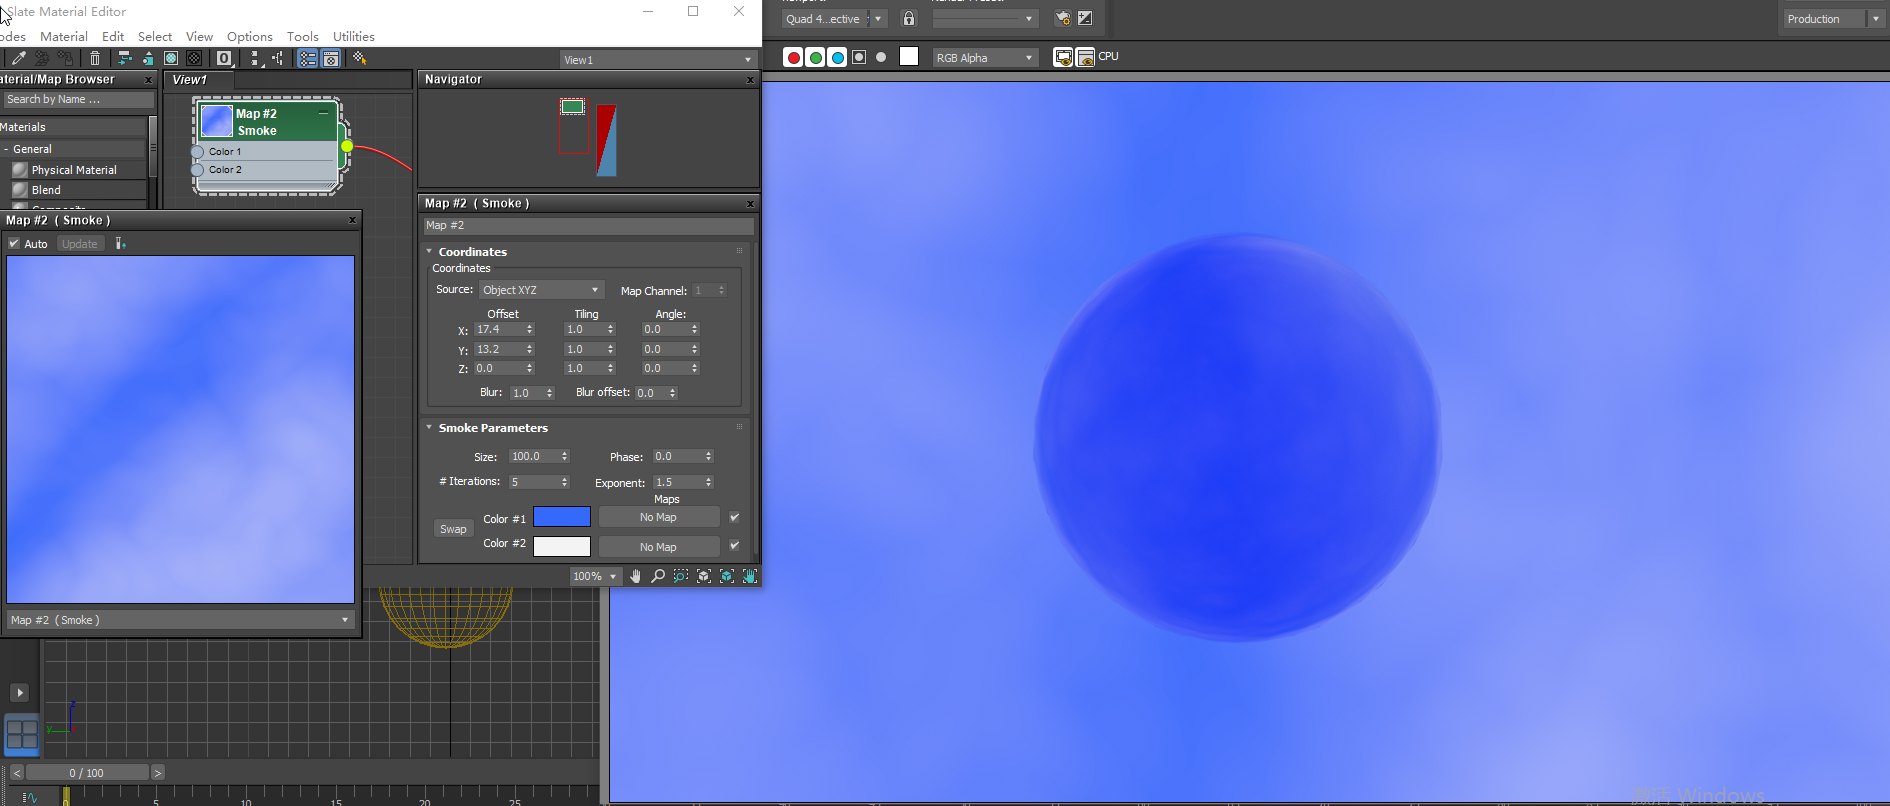 Slate Material Editor
odes Material Edit Select View Options Tools Utilities
View1
aterial/Map Browser x
Search by Name ...
Materials
- General
Physical Material
Blend
View1
Map #2
Smoke
Color 1
Color 2
Navigator x
Map #2 ( Smoke ) x
Auto Update
Map #2 ( Smoke )
Map #2 ( Smoke ) x
Map #2
Coordinates
Coordinates
Source: Object XYZ Map Channel: 1
Offset Tiling Angle:
X: 17.4 1.0 0.0
Y: 13.2 1.0 0.0
Z: 0.0 1.0 0.0
Blur: 1.0 Blur offset: 0.0
Smoke Parameters
Size: 100.0 Phase: 0.0
# Iterations: 5 Exponent: 1.5
Maps
Swap Color #1 No Map
Color #2 No Map
100%
Quad 4...ective
Production
RGB Alpha CPU
z
y
< 0 / 100 >
0 5 10 15 20 25
激活 Windows